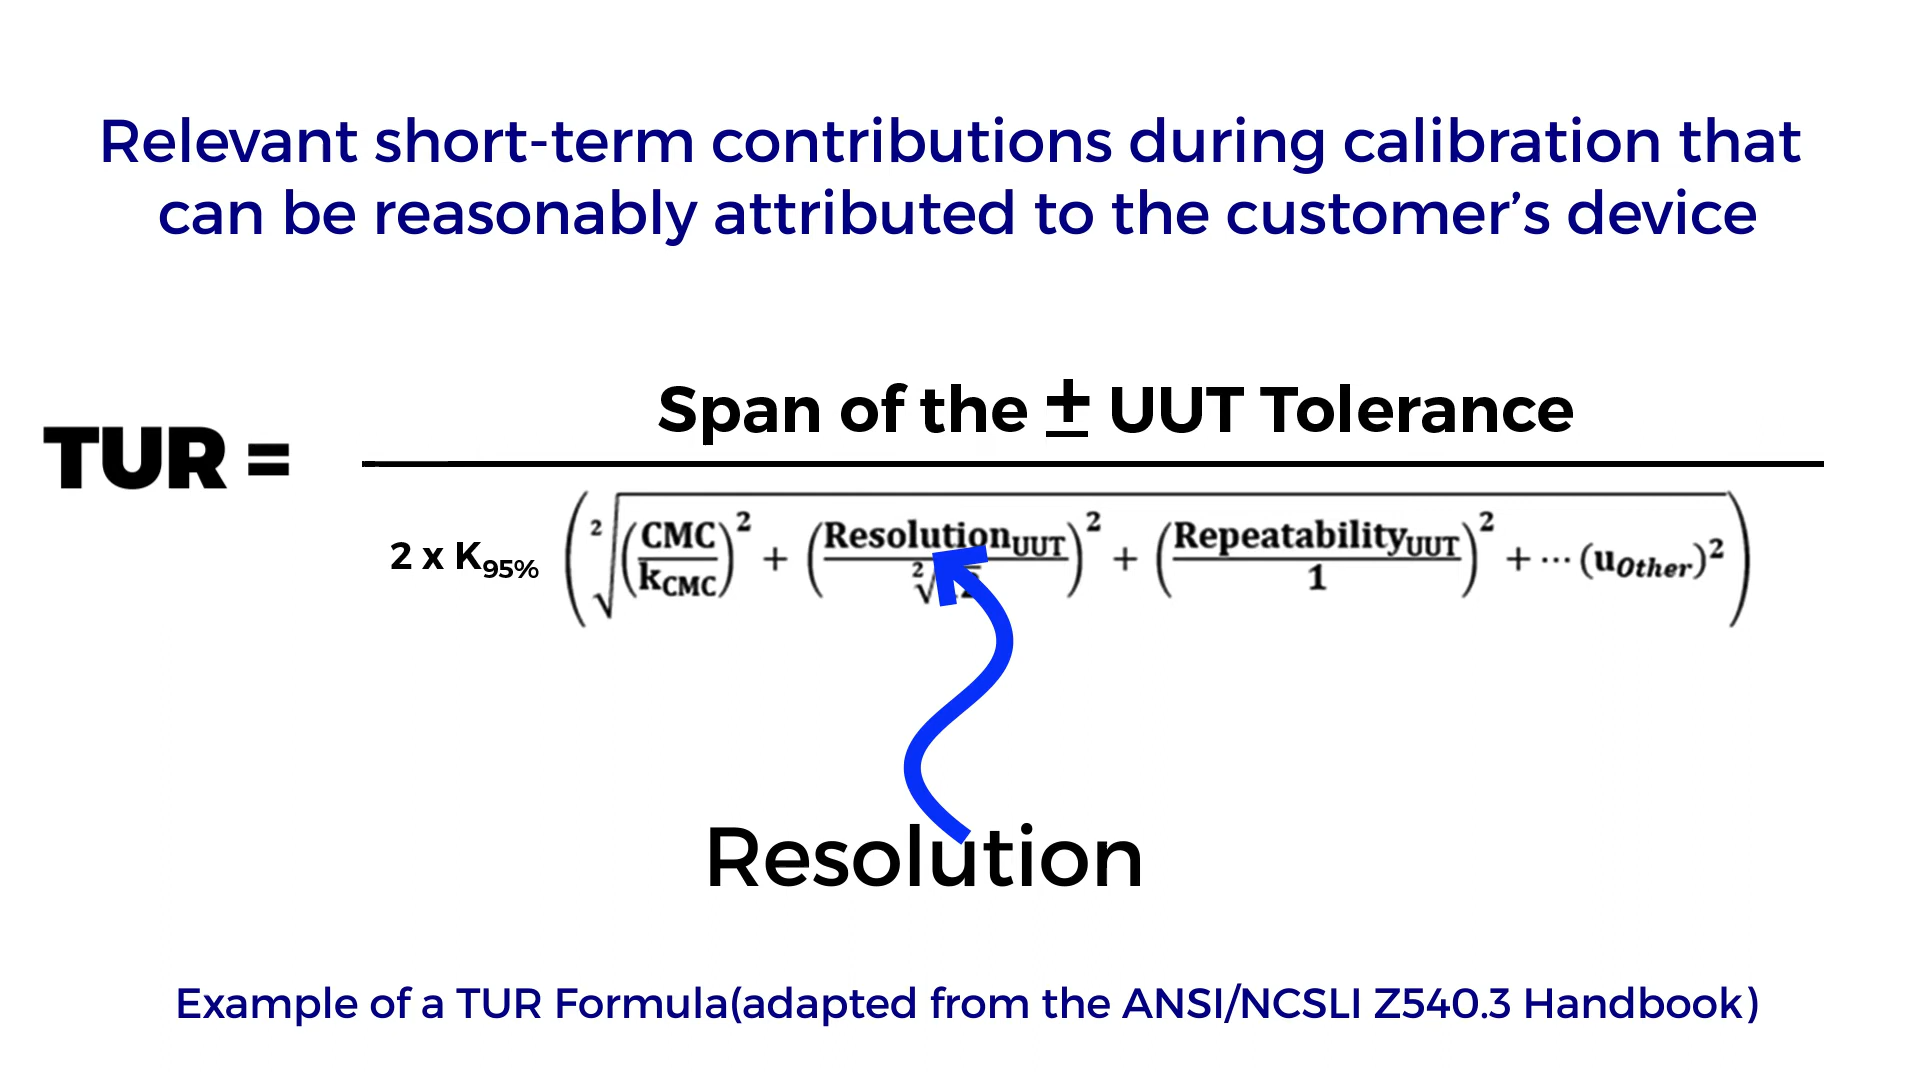 Relevant short-term contributions during calibration that
can be reasonably attributed to the customer’s device
TUR = Span of the ± UUT Tolerance
2 x K95% (²√(CMC/kCMC)² + (ResolutionUUT/²√)² + (RepeatabilityUUT/1)² + ··· (uOther)²)
Resolution
Example of a TUR Formula(adapted from the ANSI/NCSLI Z540.3 Handbook)